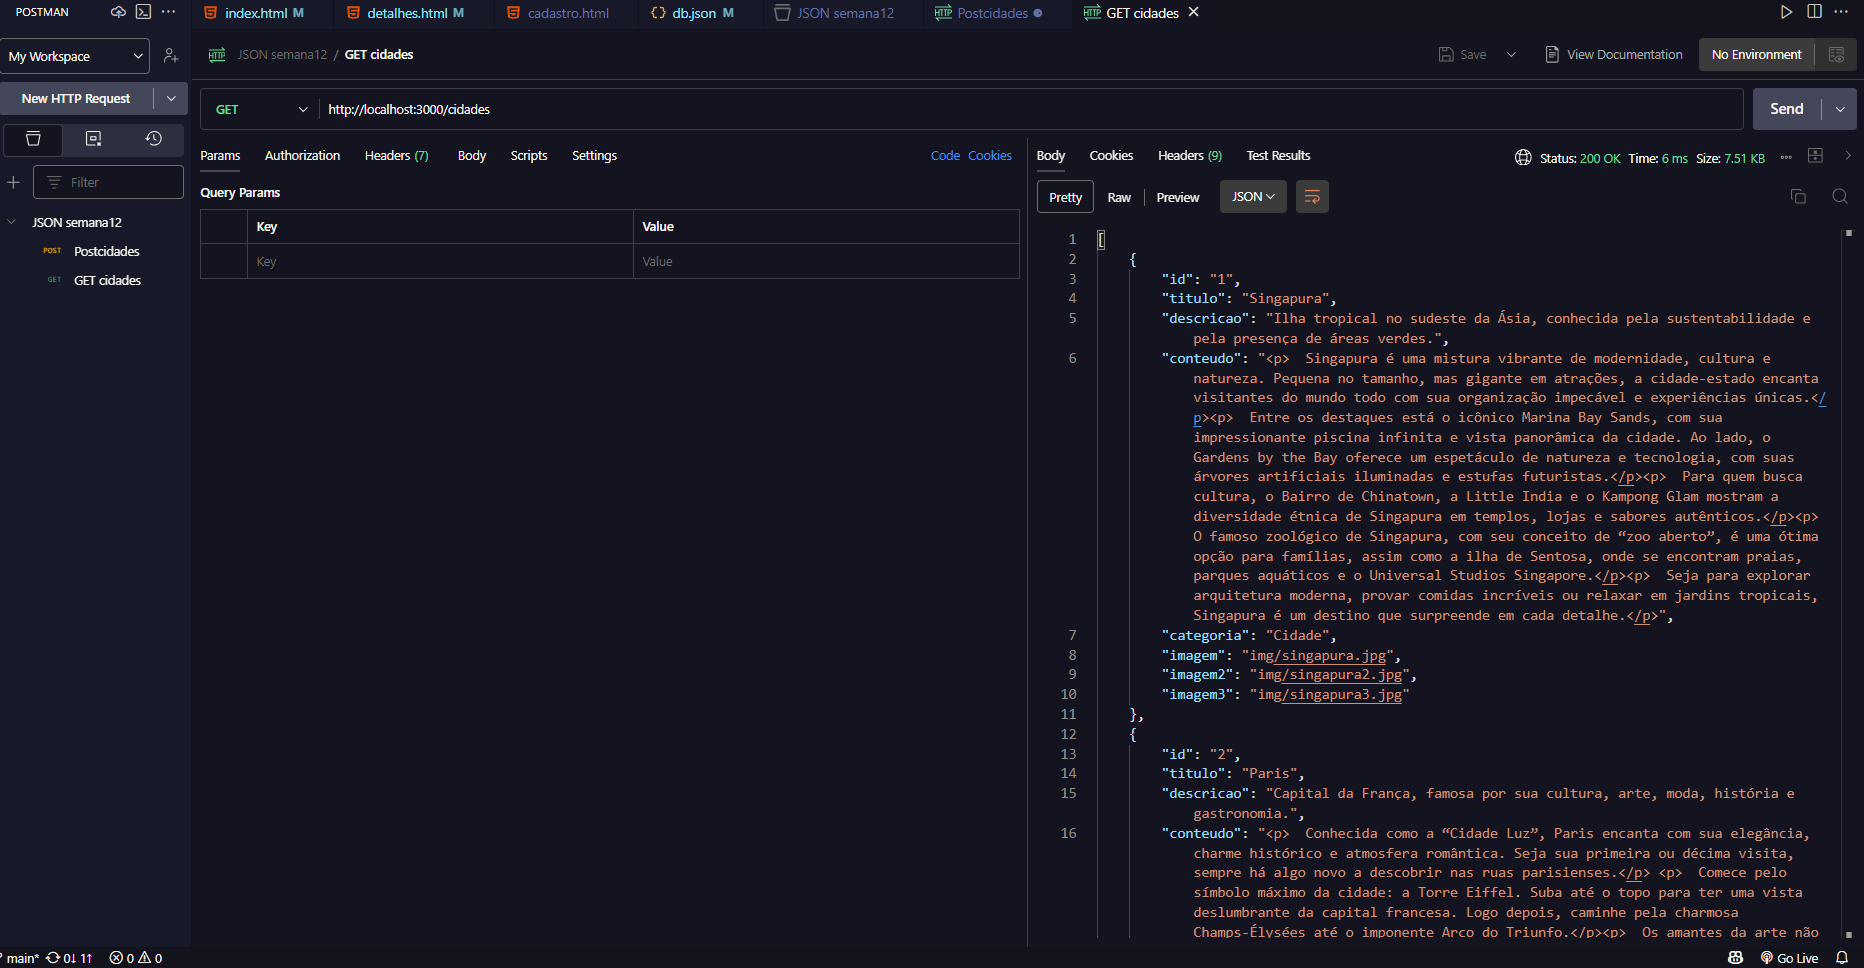 POSTMAN
index.html M
detalhes.html M
cadastro.html
db.json M
JSON semana12
Postcidades
GET cidades
My Workspace
JSON semana12 / GET cidades
Save
View Documentation
No Environment
New HTTP Request
GET
http://localhost:3000/cidades
Send
Params
Authorization
Headers (7)
Body
Scripts
Settings
Code
Cookies
Body
Cookies
Headers (9)
Test Results
Status: 200 OK Time: 6 ms Size: 7.51 KB
Filter
Query Params
Pretty
Raw
Preview
JSON
Key Value
Key Value
JSON semana12
POST Postcidades
GET GET cidades
1 [
2 {
3 "id": "1",
4 "titulo": "Singapura",
5 "descricao": "Ilha tropical no sudeste da Ásia, conhecida pela sustentabilidade e
pela presença de áreas verdes.",
6 "conteudo": "<p>  Singapura é uma mistura vibrante de modernidade, cultura e
natureza. Pequena no tamanho, mas gigante em atrações, a cidade-estado encanta
visitantes do mundo todo com sua organização impecável e experiências únicas.</
p><p>  Entre os destaques está o icônico Marina Bay Sands, com sua
impressionante piscina infinita e vista panorâmica da cidade. Ao lado, o
Gardens by the Bay oferece um espetáculo de natureza e tecnologia, com suas
árvores artificiais iluminadas e estufas futuristas.</p><p>  Para quem busca
cultura, o Bairro de Chinatown, a Little India e o Kampong Glam mostram a
diversidade étnica de Singapura em templos, lojas e sabores autênticos.</p><p>
O famoso zoológico de Singapura, com seu conceito de “zoo aberto”, é uma ótima
opção para famílias, assim como a ilha de Sentosa, onde se encontram praias,
parques aquáticos e o Universal Studios Singapore.</p><p>  Seja para explorar
arquitetura moderna, provar comidas incríveis ou relaxar em jardins tropicais,
Singapura é um destino que surpreende em cada detalhe.</p>",
7 "categoria": "Cidade",
8 "imagem": "img/singapura.jpg",
9 "imagem2": "img/singapura2.jpg",
10 "imagem3": "img/singapura3.jpg"
11 },
12 {
13 "id": "2",
14 "titulo": "Paris",
15 "descricao": "Capital da França, famosa por sua cultura, arte, moda, história e
gastronomia.",
16 "conteudo": "<p>  Conhecida como a “Cidade Luz”, Paris encanta com sua elegância,
charme histórico e atmosfera romântica. Seja sua primeira ou décima visita,
sempre há algo novo a descobrir nas ruas parisienses.</p> <p>  Comece pelo
símbolo máximo da cidade: a Torre Eiffel. Suba até o topo para ter uma vista
deslumbrante da capital francesa. Logo depois, caminhe pela charmosa
Champs-Élysées até o imponente Arco do Triunfo.</p><p>  Os amantes da arte não
main* 0↓ 1↑ 0 0
Go Live